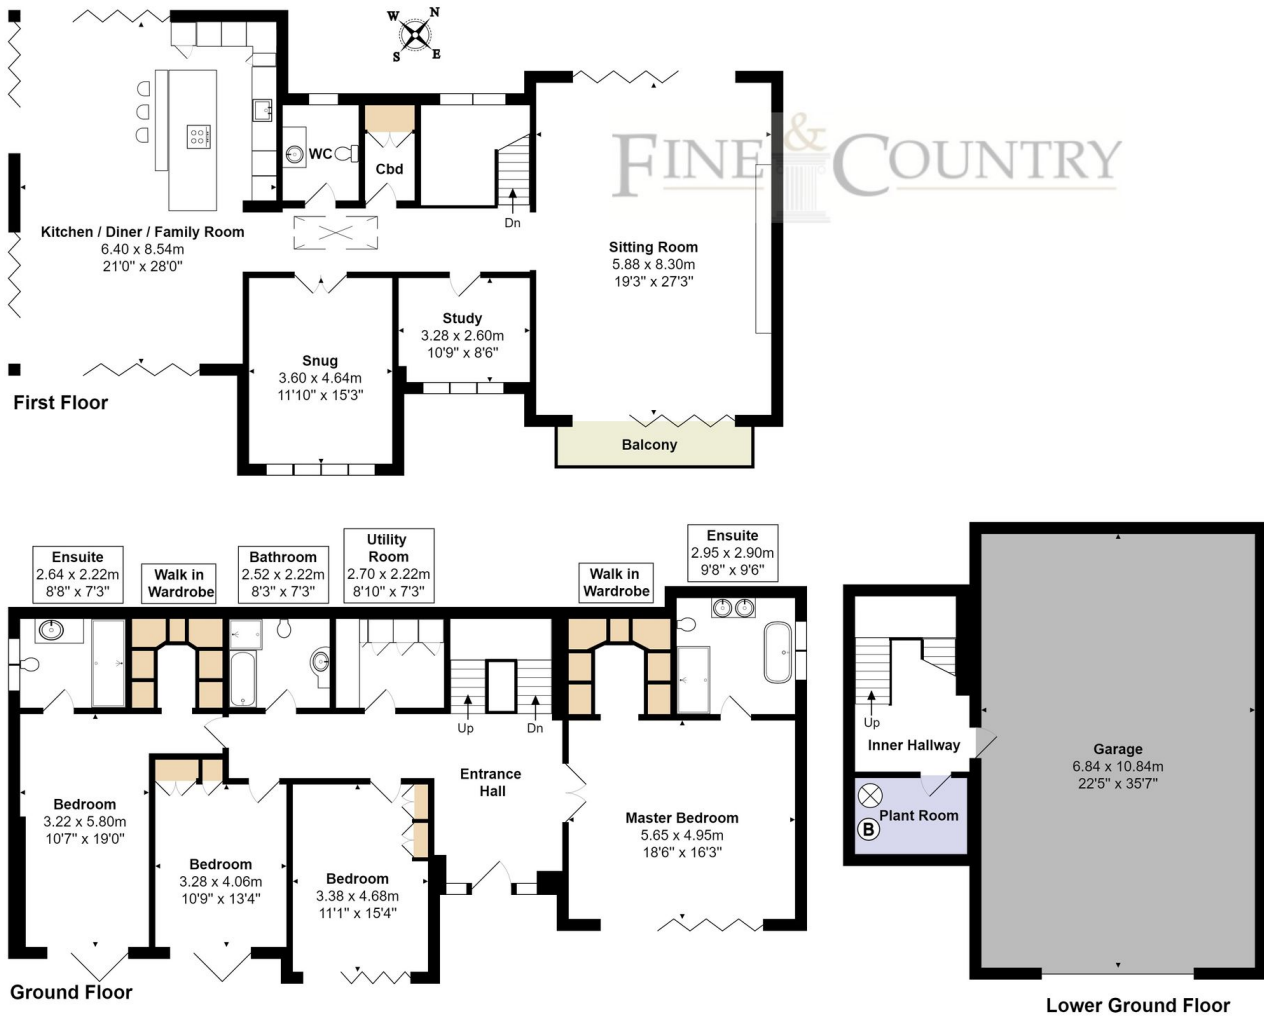 W
N
S
E
FINE & COUNTRY
WC
Cbd
Dn
Kitchen / Diner / Family Room
6.40 x 8.54m
21'0" x 28'0"
Sitting Room
5.88 x 8.30m
19'3" x 27'3"
Study
3.28 x 2.60m
10'9" x 8'6"
Snug
3.60 x 4.64m
11'10" x 15'3"
First Floor
Balcony
Ensuite
2.64 x 2.22m
8'8" x 7'3"
Walk in
Wardrobe
Bathroom
2.52 x 2.22m
8'3" x 7'3"
Utility
Room
2.70 x 2.22m
8'10" x 7'3"
Walk in
Wardrobe
Ensuite
2.95 x 2.90m
9'8" x 9'6"
Up
Dn
Entrance
Hall
Bedroom
3.22 x 5.80m
10'7" x 19'0"
Bedroom
3.28 x 4.06m
10'9" x 13'4"
Bedroom
3.38 x 4.68m
11'1" x 15'4"
Master Bedroom
5.65 x 4.95m
18'6" x 16'3"
Ground Floor
Up
Inner Hallway
Plant Room
B
Garage
6.84 x 10.84m
22'5" x 35'7"
Lower Ground Floor